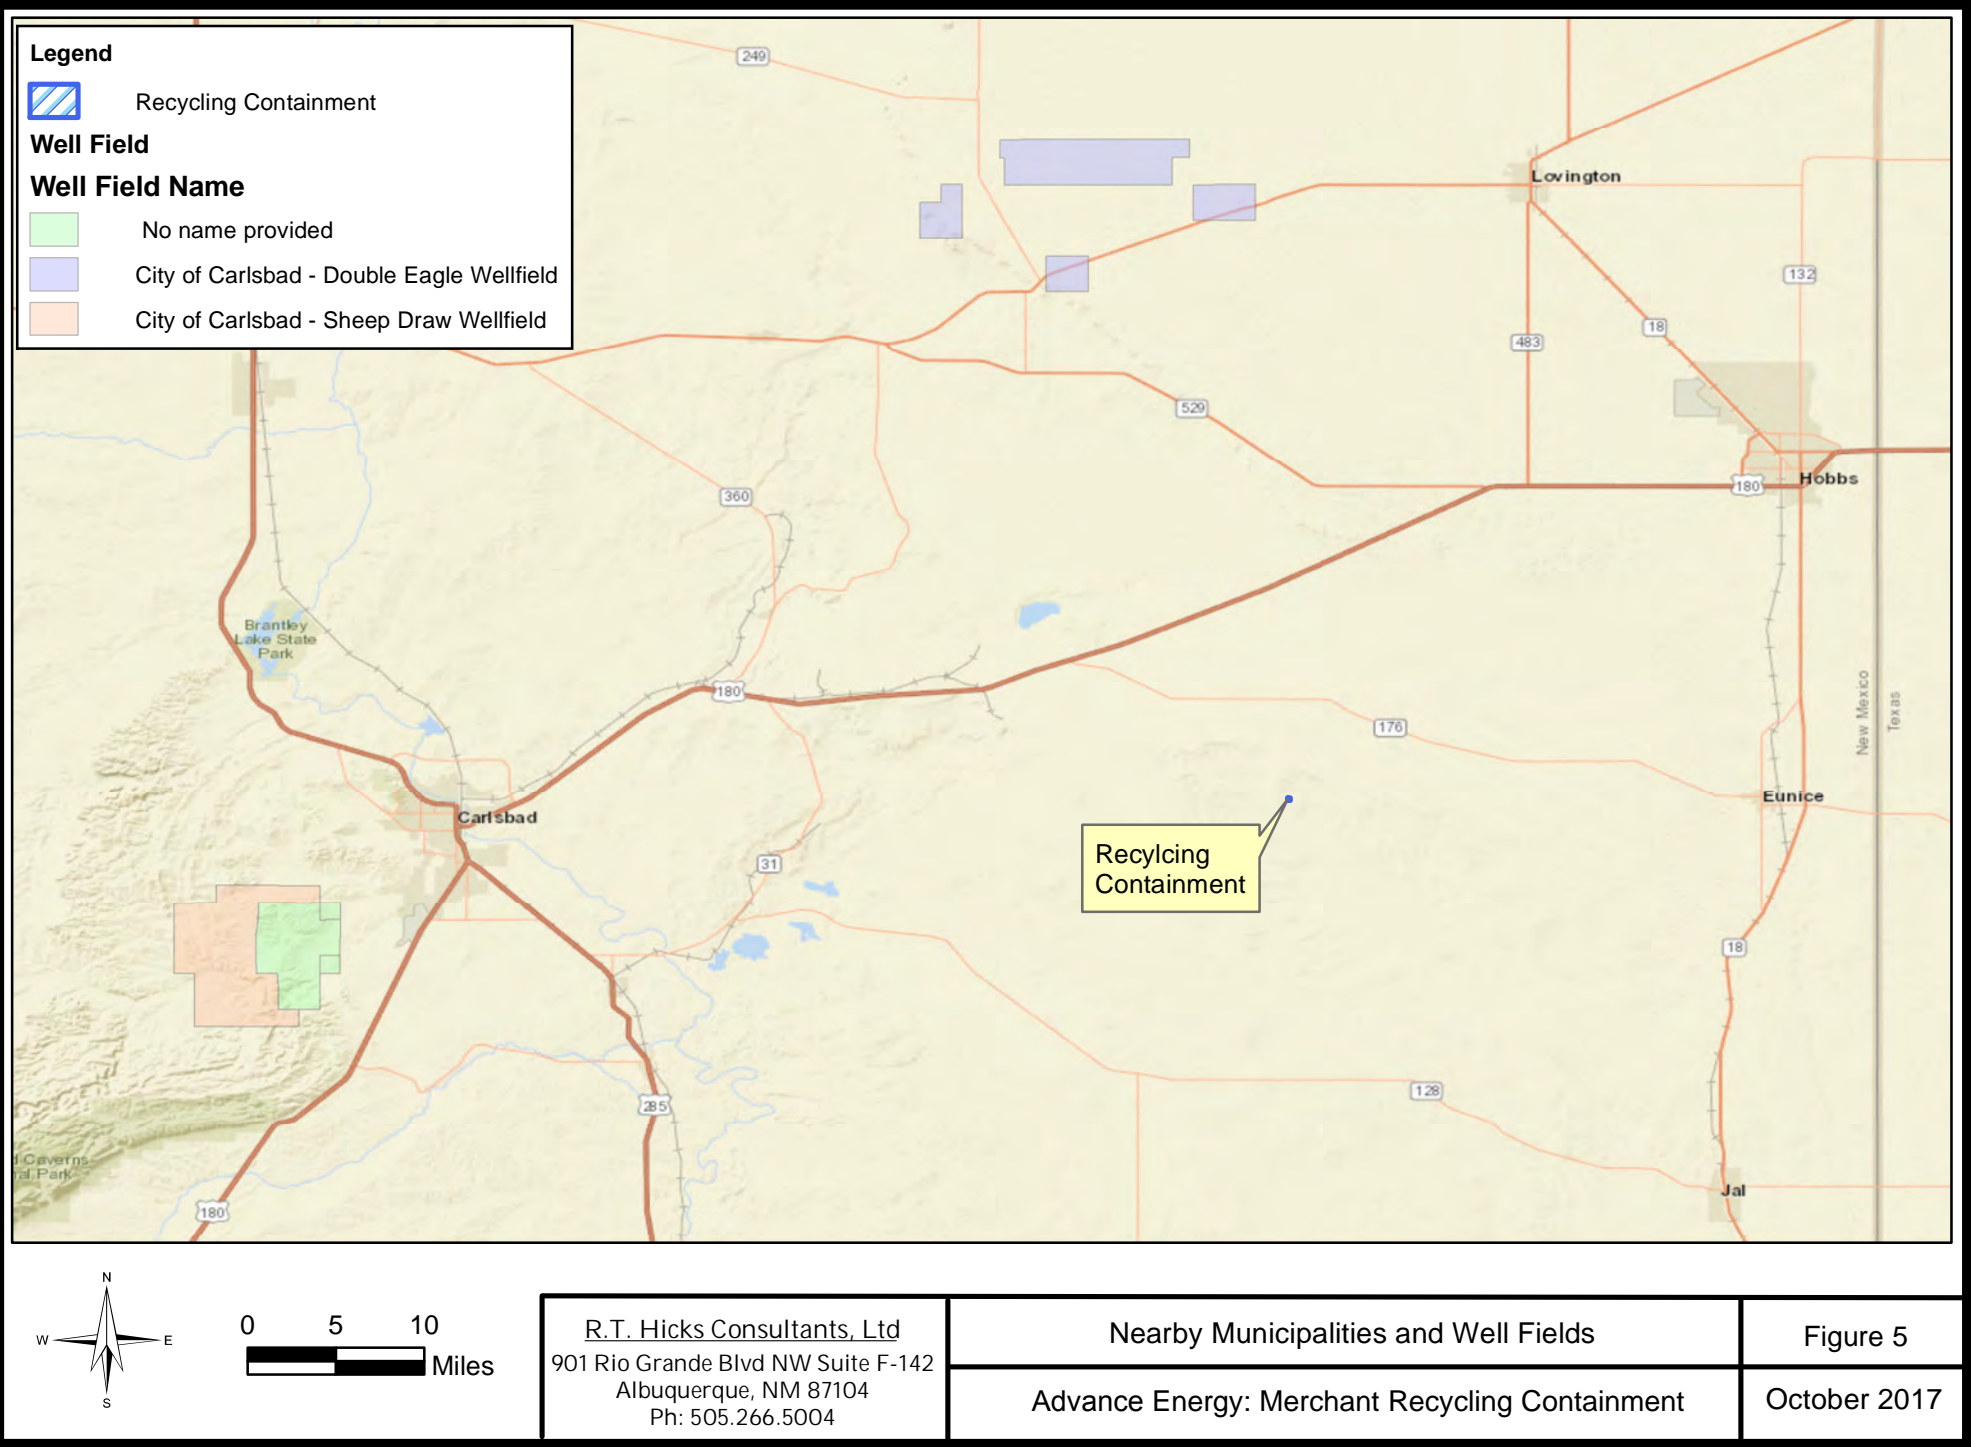 Legend
Recycling Containment
Well Field
Well Field Name
No name provided
City of Carlsbad - Double Eagle Wellfield
City of Carlsbad - Sheep Draw Wellfield
249
Lovington
132
18
483
529
360
180
Hobbs
Brantley
Lake State
Park
180
176
New Mexico
Texas
Eunice
Carlsbad
Recylcing
Containment
31
18
128
285
Caverns
al Park
Jal
180
N
W
E
S
0 5 10
Miles
R.T. Hicks Consultants, Ltd
901 Rio Grande Blvd NW Suite F-142
Albuquerque, NM 87104
Ph: 505.266.5004
Nearby Municipalities and Well Fields
Advance Energy: Merchant Recycling Containment
Figure 5
October 2017